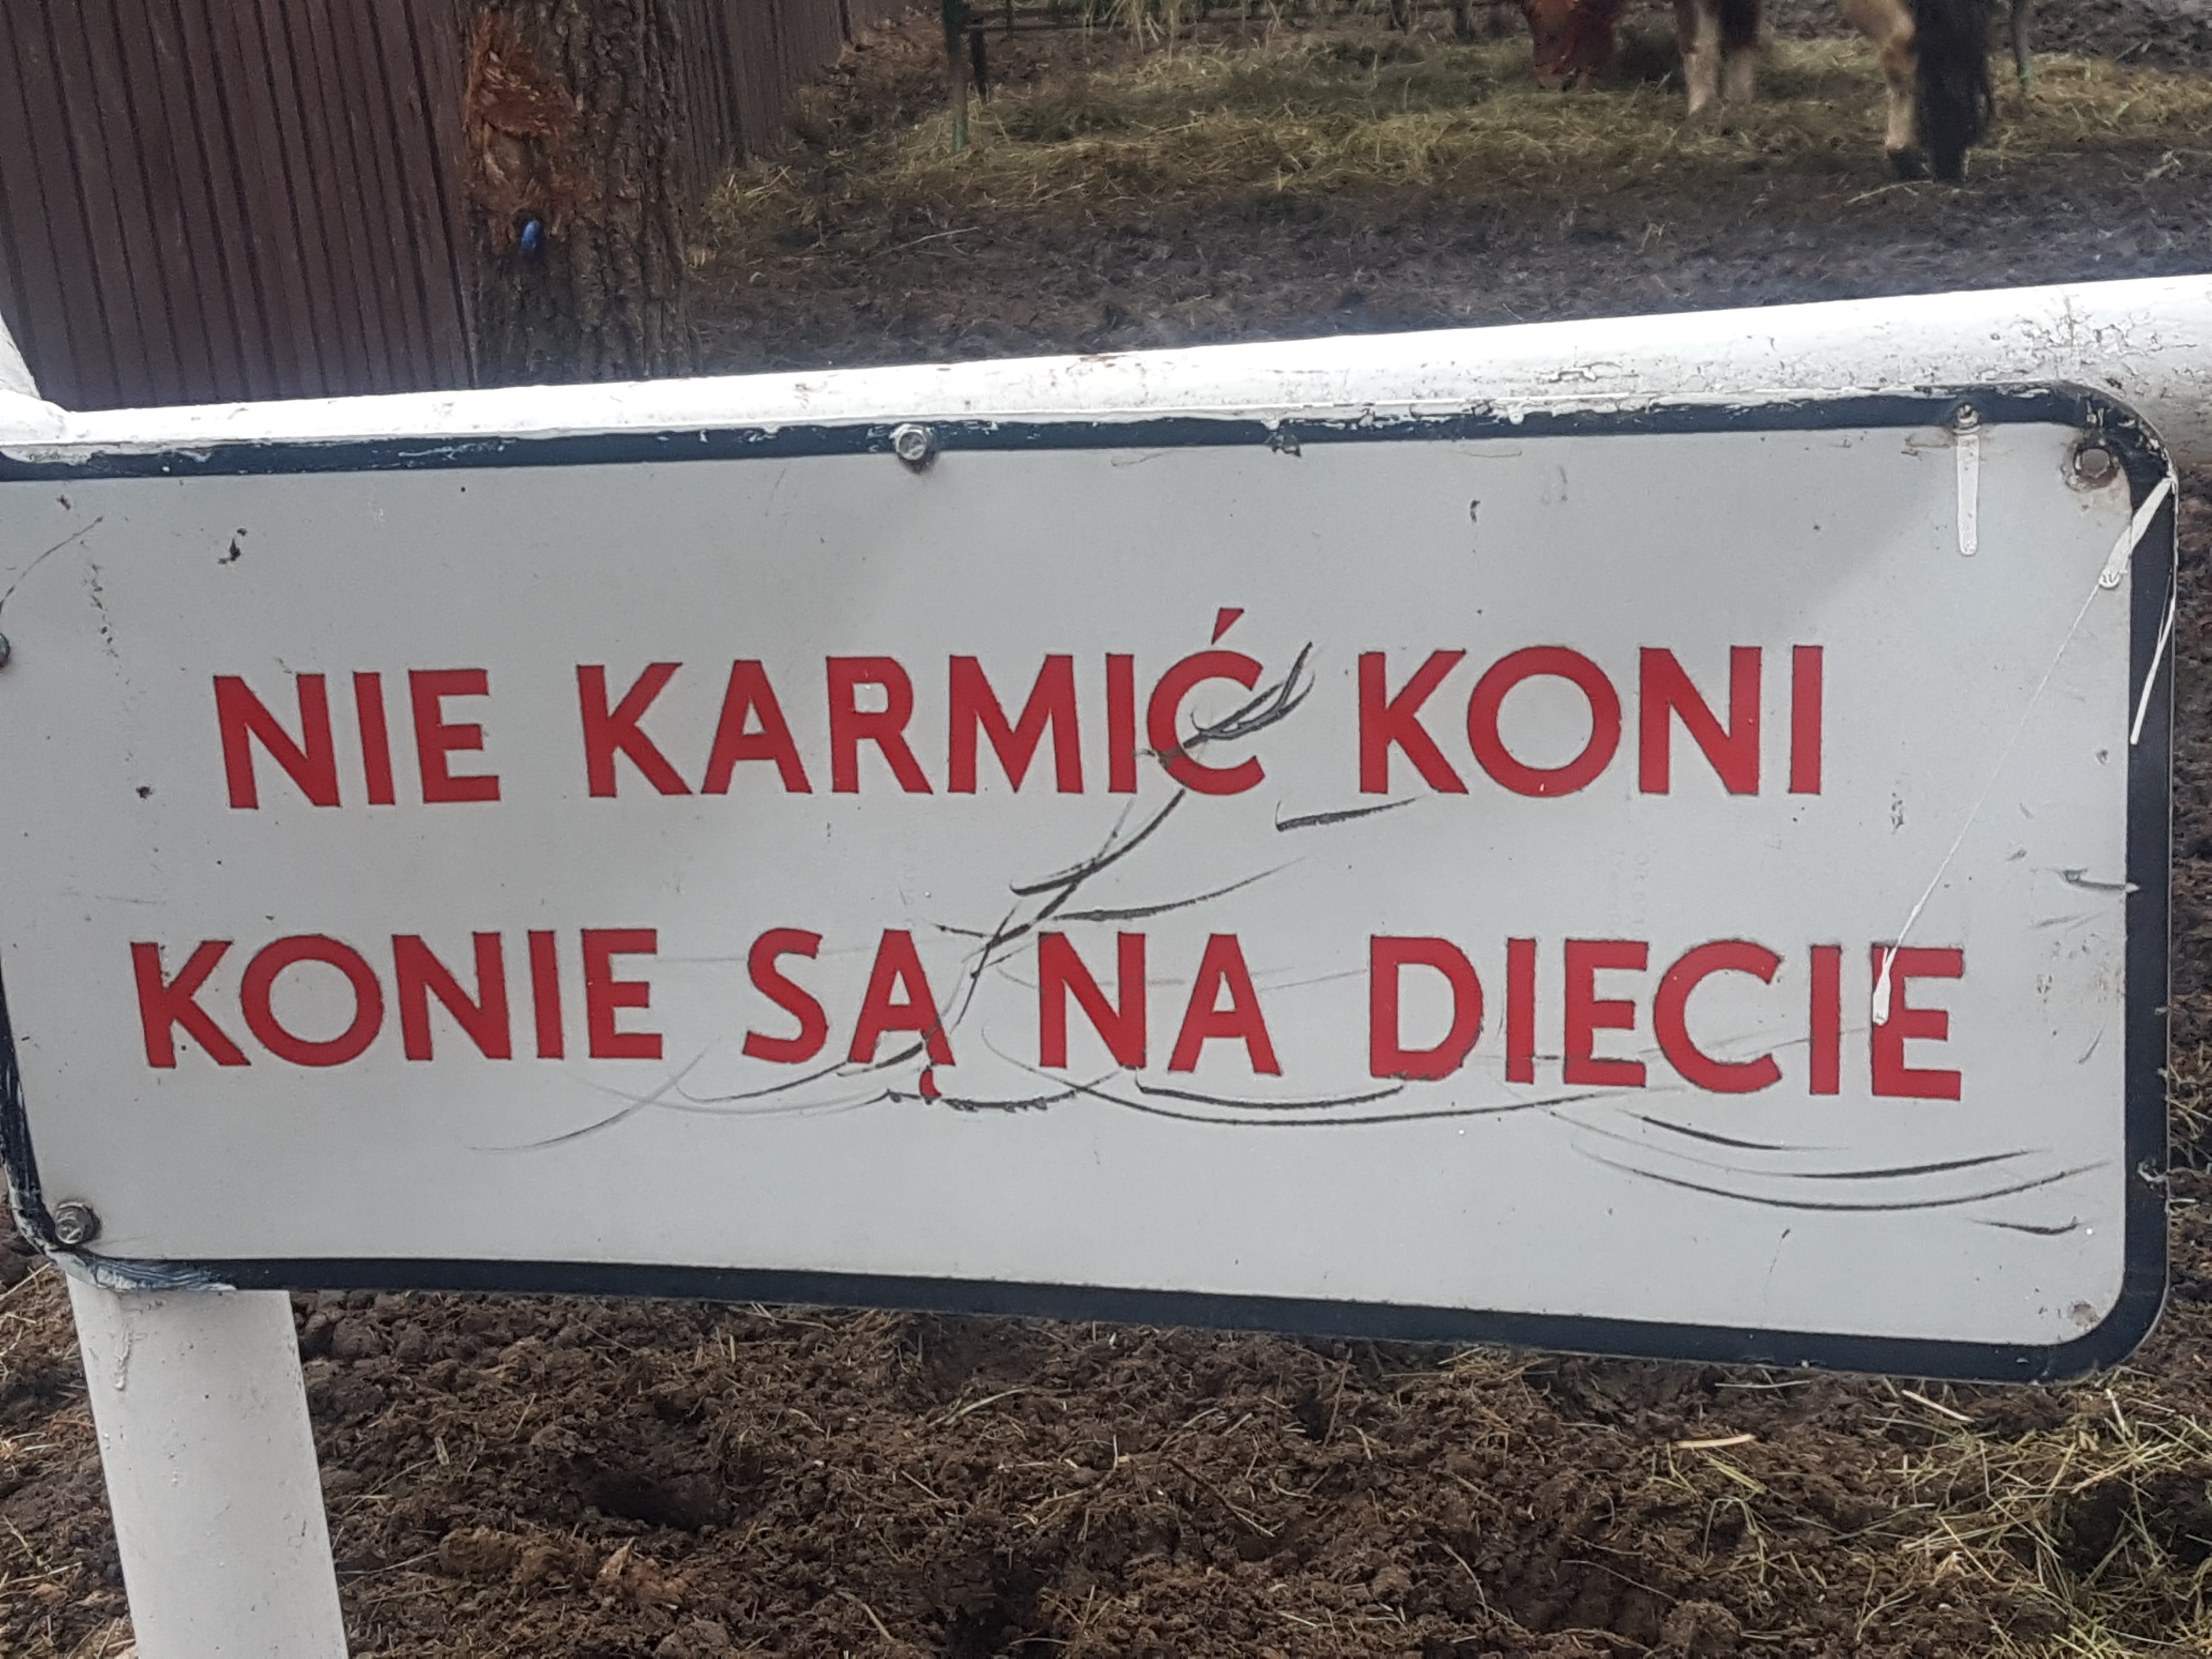 NIE KARMIĆ KONI
KONIE SĄ NA DIECIE